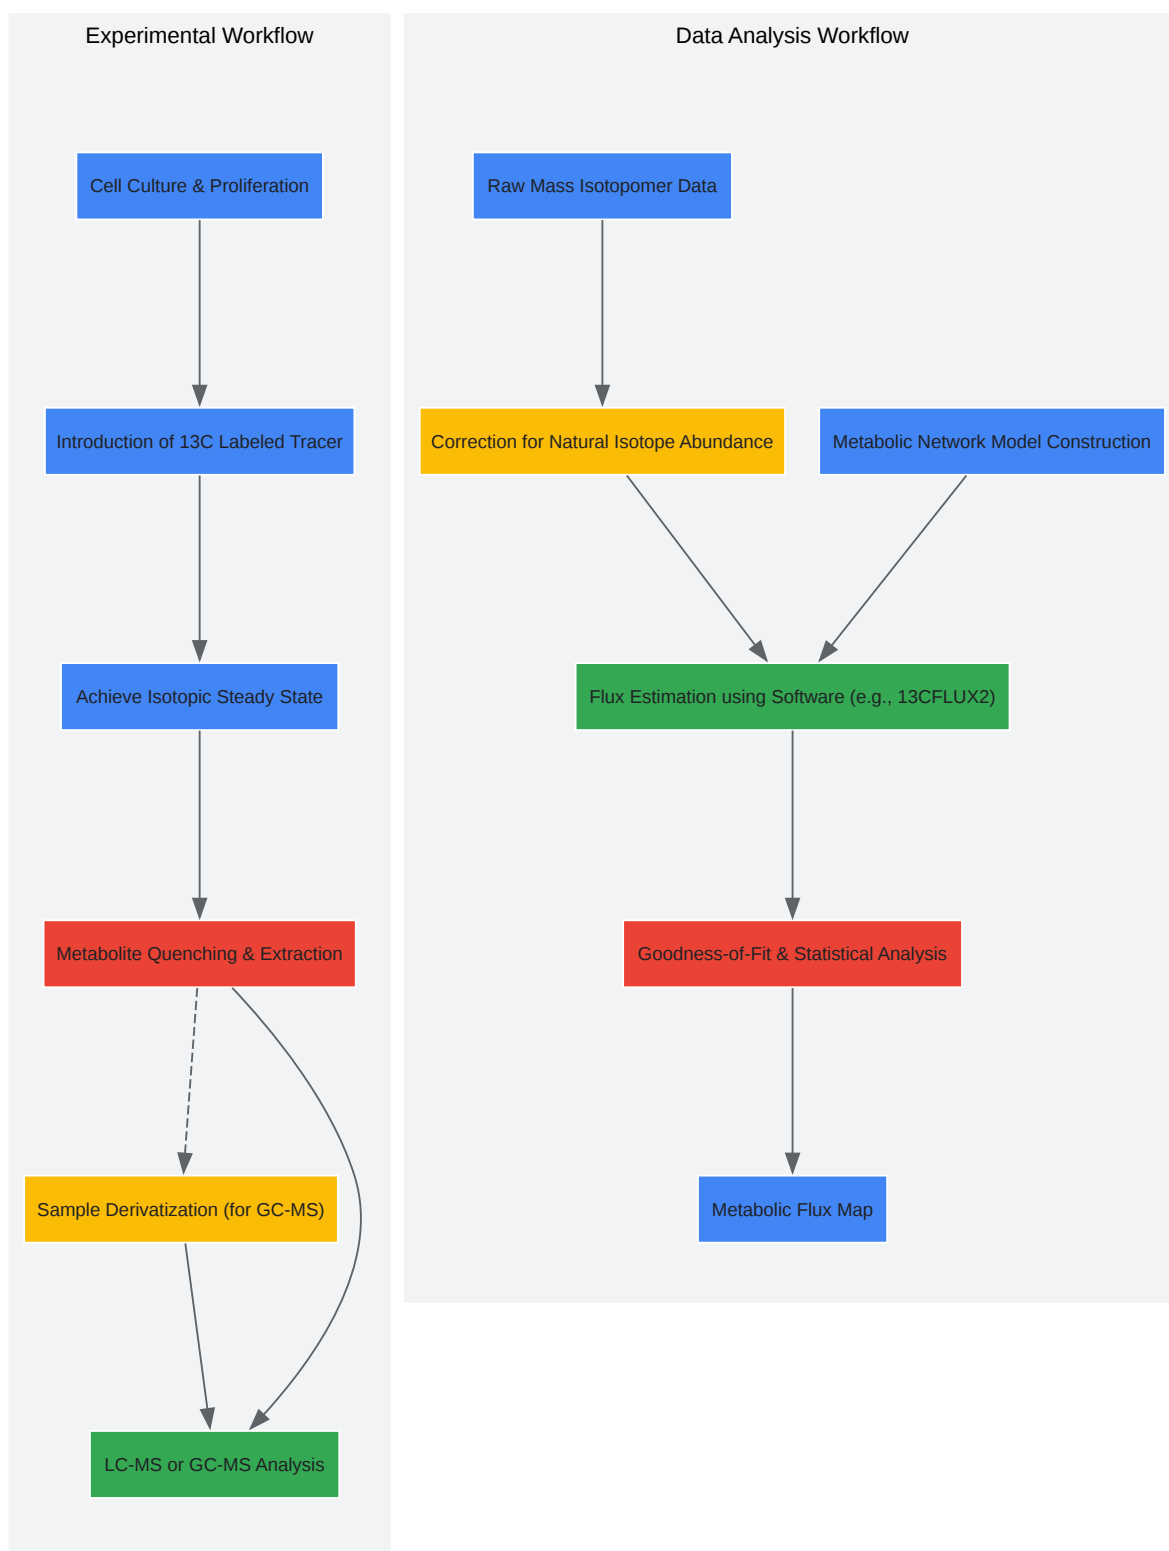 Experimental Workflow
Cell Culture & Proliferation
Introduction of 13C Labeled Tracer
Achieve Isotopic Steady State
Metabolite Quenching & Extraction
Sample Derivatization (for GC-MS)
LC-MS or GC-MS Analysis
Data Analysis Workflow
Raw Mass Isotopomer Data
Correction for Natural Isotope Abundance
Metabolic Network Model Construction
Flux Estimation using Software (e.g., 13CFLUX2)
Goodness-of-Fit & Statistical Analysis
Metabolic Flux Map